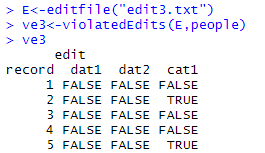 > E<-editfile("edit3.txt")
> ve3<-violatedEdits(E,people)
> ve3
edit
record dat1 dat2 cat1
1 FALSE FALSE FALSE
2 FALSE FALSE TRUE
3 FALSE FALSE FALSE
4 FALSE FALSE FALSE
5 FALSE FALSE TRUE